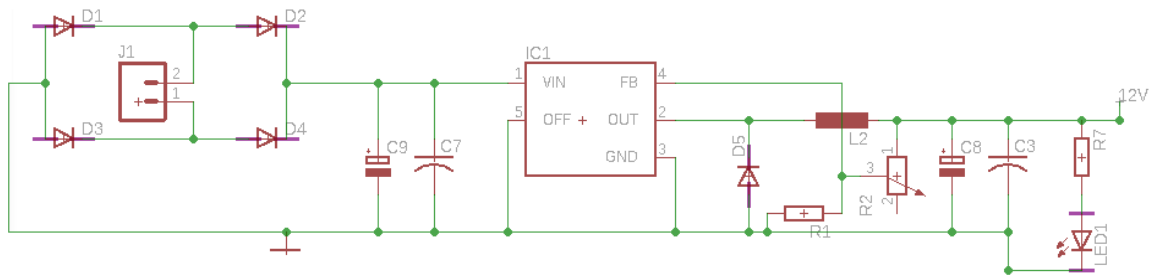 D1
D2
J1
2
1
D3
D4
C9
C7
IC1
1
VIN
FB
4
5
OFF
OUT
2
GND
3
D5
L2
R1
R2
1
3
2
C8
C3
12V
R7
LED1